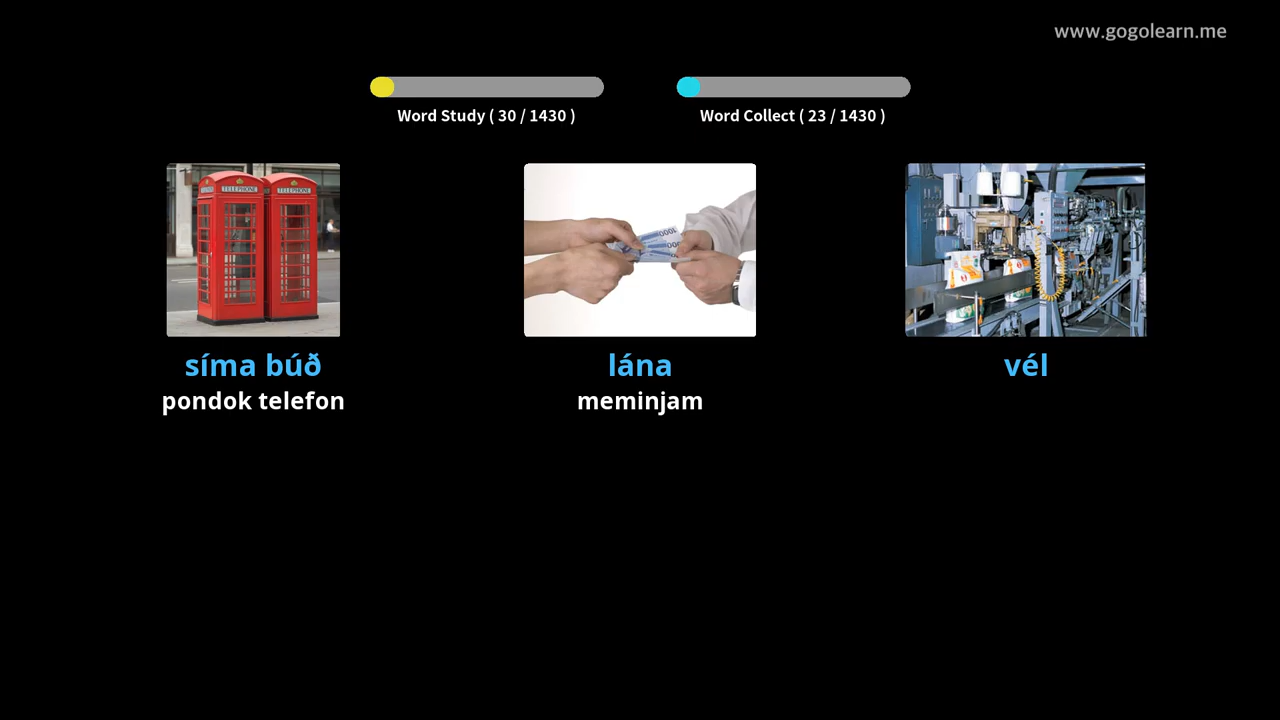 www.gogolearn.me
Word Study ( 30 / 1430 )
Word Collect ( 23 / 1430 )
TELEPHONE
TELEPHONE
síma búð
lána
vél
pondok telefon
meminjam